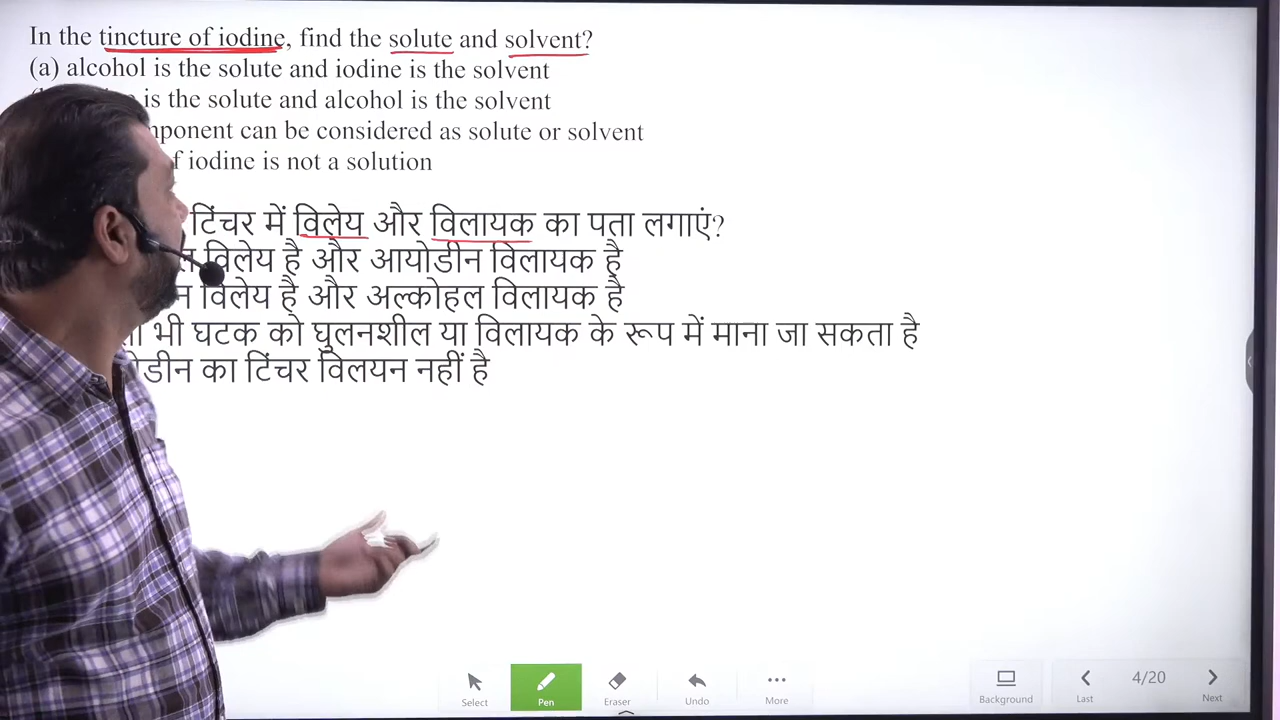 In the tincture of iodine, find the solute and solvent?
(a) alcohol is the solute and iodine is the solvent
is the solute and alcohol is the solvent
can be considered as solute or solvent
iodine is not a solution
टिंचर में विलेय और विलायक का पता लगाएं?
विलेय है और आयोडीन विलायक है
विलेय है और अल्कोहल विलायक है
भी घटक को घुलनशील या विलायक के रूप में माना जा सकता है
का टिंचर विलयन नहीं है
Select
Pen
Eraser
Undo
More
Background
Last
4/20
Next